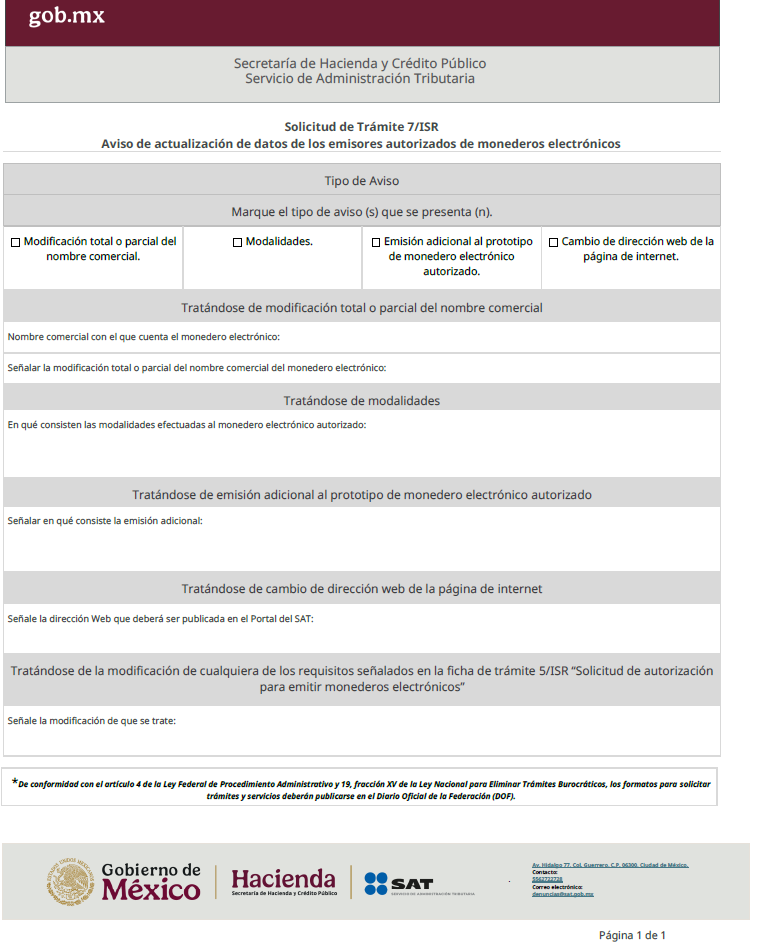 gob.mx
Secretaría de Hacienda y Crédito Público
Servicio de Administración Tributaria
Solicitud de Trámite 7/ISR
Aviso de actualización de datos de los emisores autorizados de monederos electrónicos
Tipo de Aviso
Marque el tipo de aviso (s) que se presenta (n).
Modificación total o parcial del
nombre comercial.
Modalidades.
Emisión adicional al prototipo
de monedero electrónico
autorizado.
Cambio de dirección web de la
página de internet.
Tratándose de modificación total o parcial del nombre comercial
Nombre comercial con el que cuenta el monedero electrónico:
Señalar la modificación total o parcial del nombre comercial del monedero electrónico:
Tratándose de modalidades
En qué consisten las modalidades efectuadas al monedero electrónico autorizado:
Tratándose de emisión adicional al prototipo de monedero electrónico autorizado
Señalar en qué consiste la emisión adicional:
Tratándose de cambio de dirección web de la página de internet
Señale la dirección Web que deberá ser publicada en el Portal del SAT:
Tratándose de la modificación de cualquiera de los requisitos señalados en la ficha de trámite 5/ISR “Solicitud de autorización
para emitir monederos electrónicos”
Señale la modificación de que se trate:
*De conformidad con el artículo 4 de la Ley Federal de Procedimiento Administrativo y 19, fracción XV de la Ley Nacional para Eliminar Trámites Burocráticos, los formatos para solicitar
trámites y servicios deberán publicarse en el Diario Oficial de la Federación (DOF).
Gobierno de
México
Hacienda
Secretaría de Hacienda y Crédito Público
SAT
SERVICIO DE ADMINISTRACIÓN TRIBUTARIA
Av. Hidalgo 77, Col. Guerrero, C.P. 06300, Ciudad de México.
Contacto:
5562722728
Correo electrónico:
denuncias@sat.gob.mx
Página 1 de 1